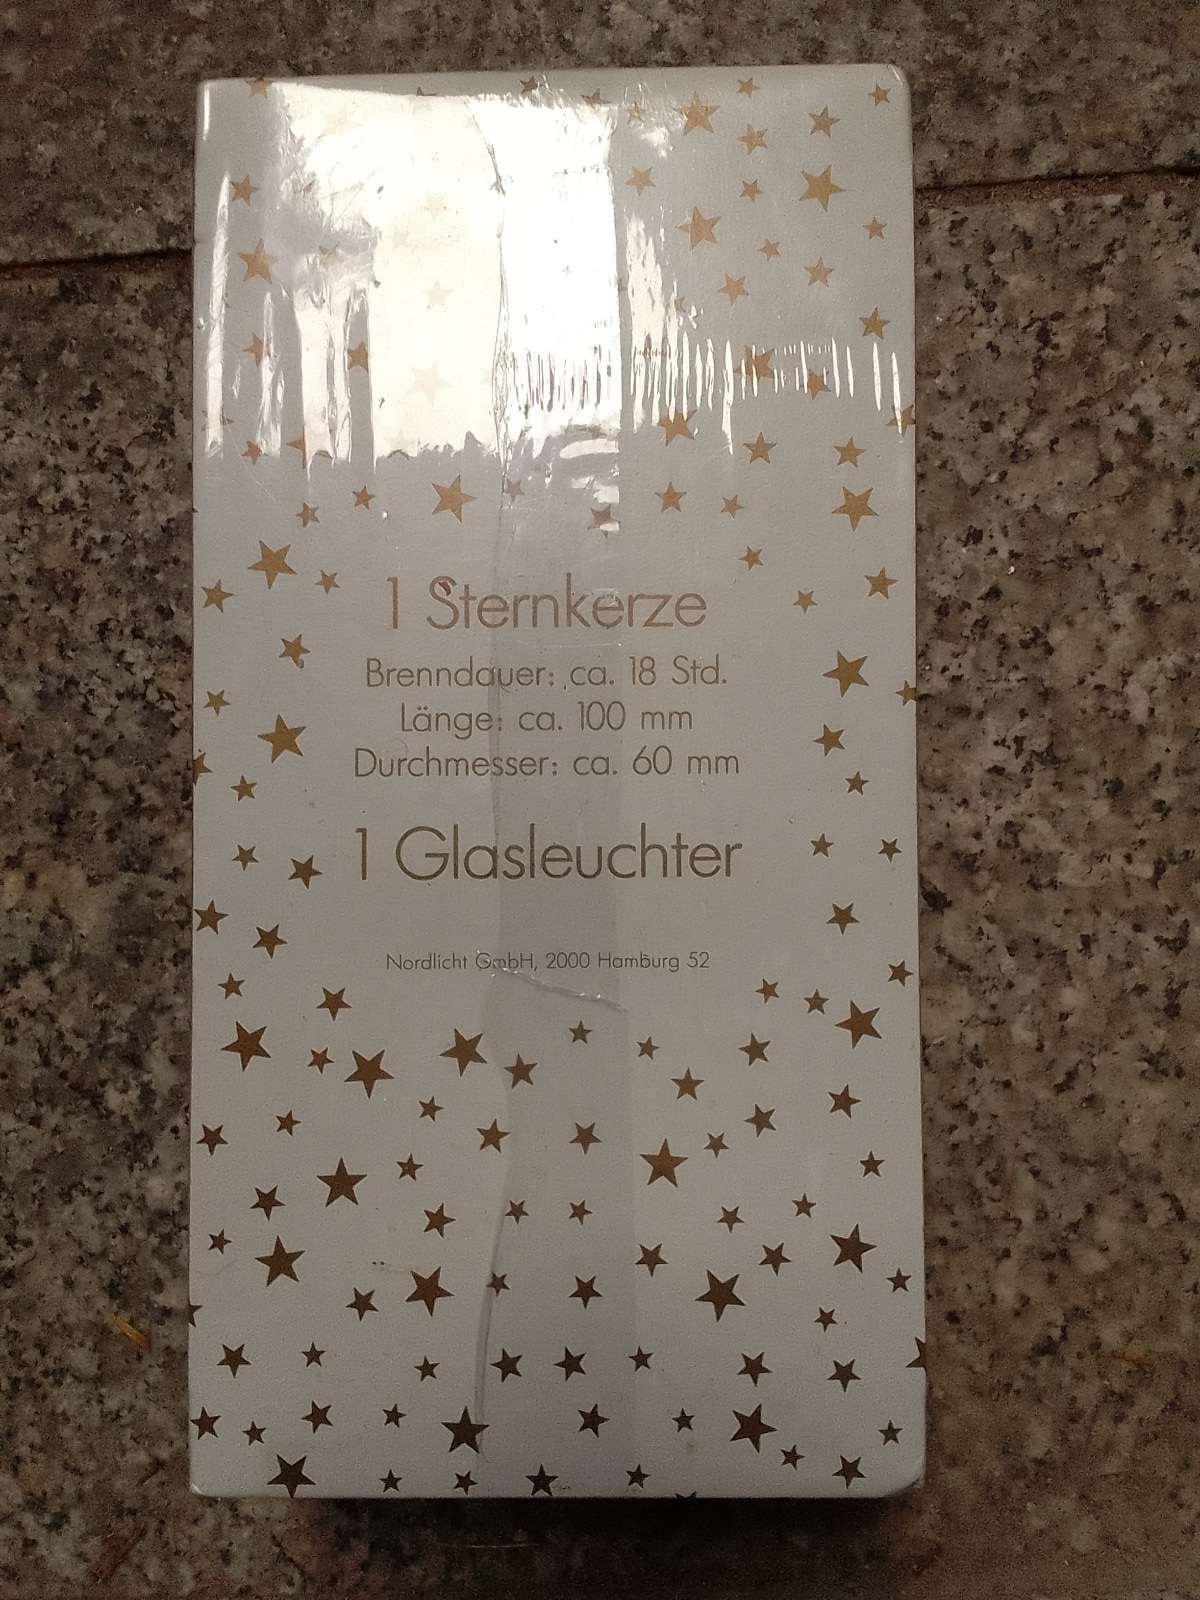 1 Sternkerze
Brenndauer: ca. 18 Std.
Länge: ca. 100 mm
Durchmesser: ca. 60 mm
1 Glasleuchter
Nordlicht GmbH, 2000 Hamburg 52